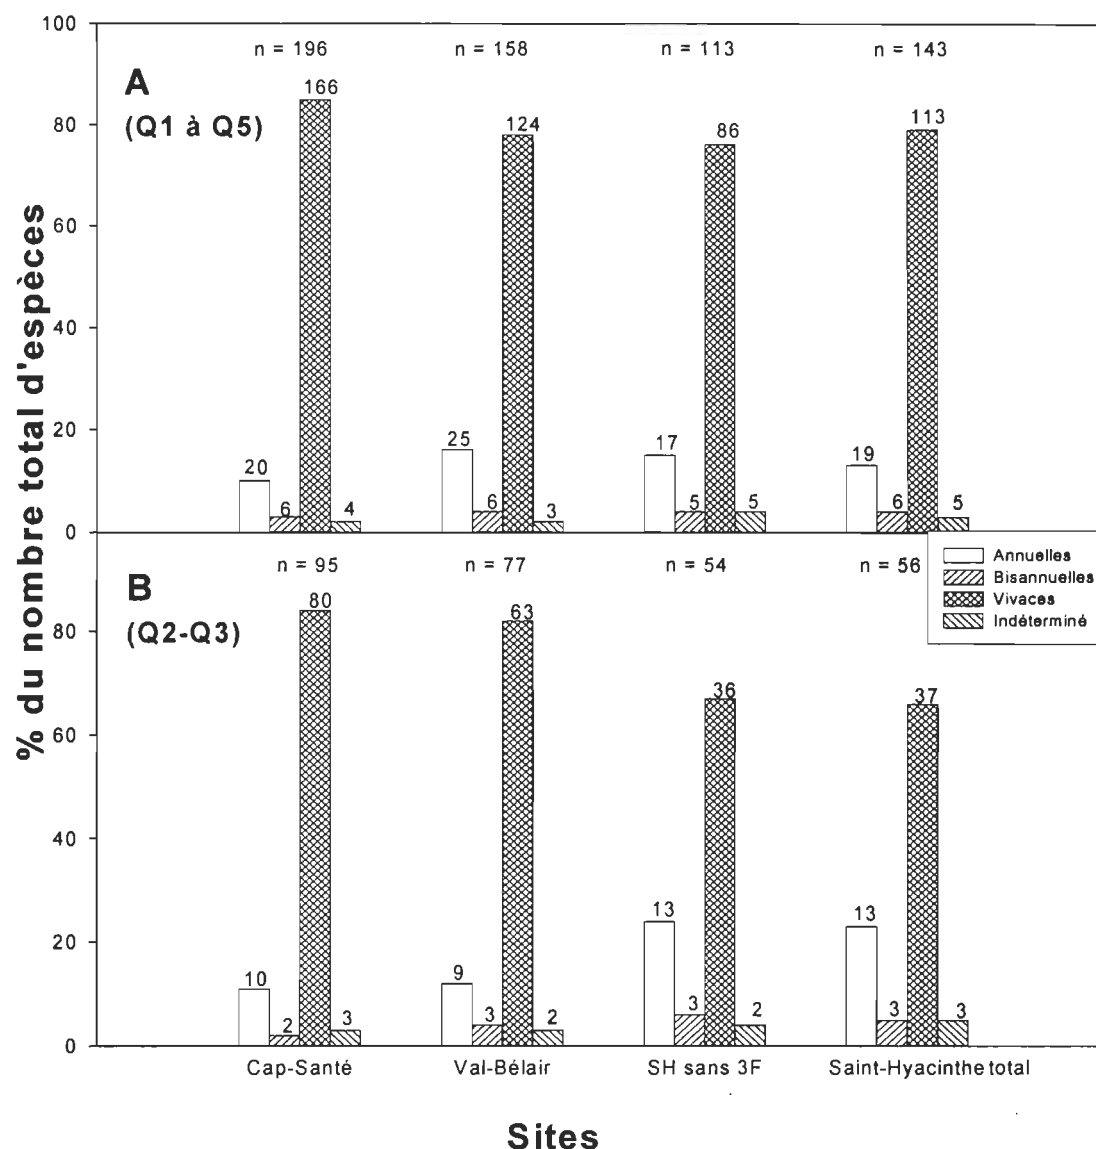 % du nombre total d'espèces
100
80
60
40
20
0
n = 196
n = 158
n = 113
n = 143
A
(Q1 à Q5)
20
6
166
4
25
6
124
3
17
5
86
5
19
6
113
5
80
60
40
20
0
n = 95
n = 77
n = 54
n = 56
B
(Q2-Q3)
10
2
80
3
9
3
63
2
13
3
36
2
13
3
37
3
Annuelles
Bisannuelles
Vivaces
Indéterminé
Cap-Santé
Val-Bélair
SH sans 3F
Saint-Hyacinthe total
Sites